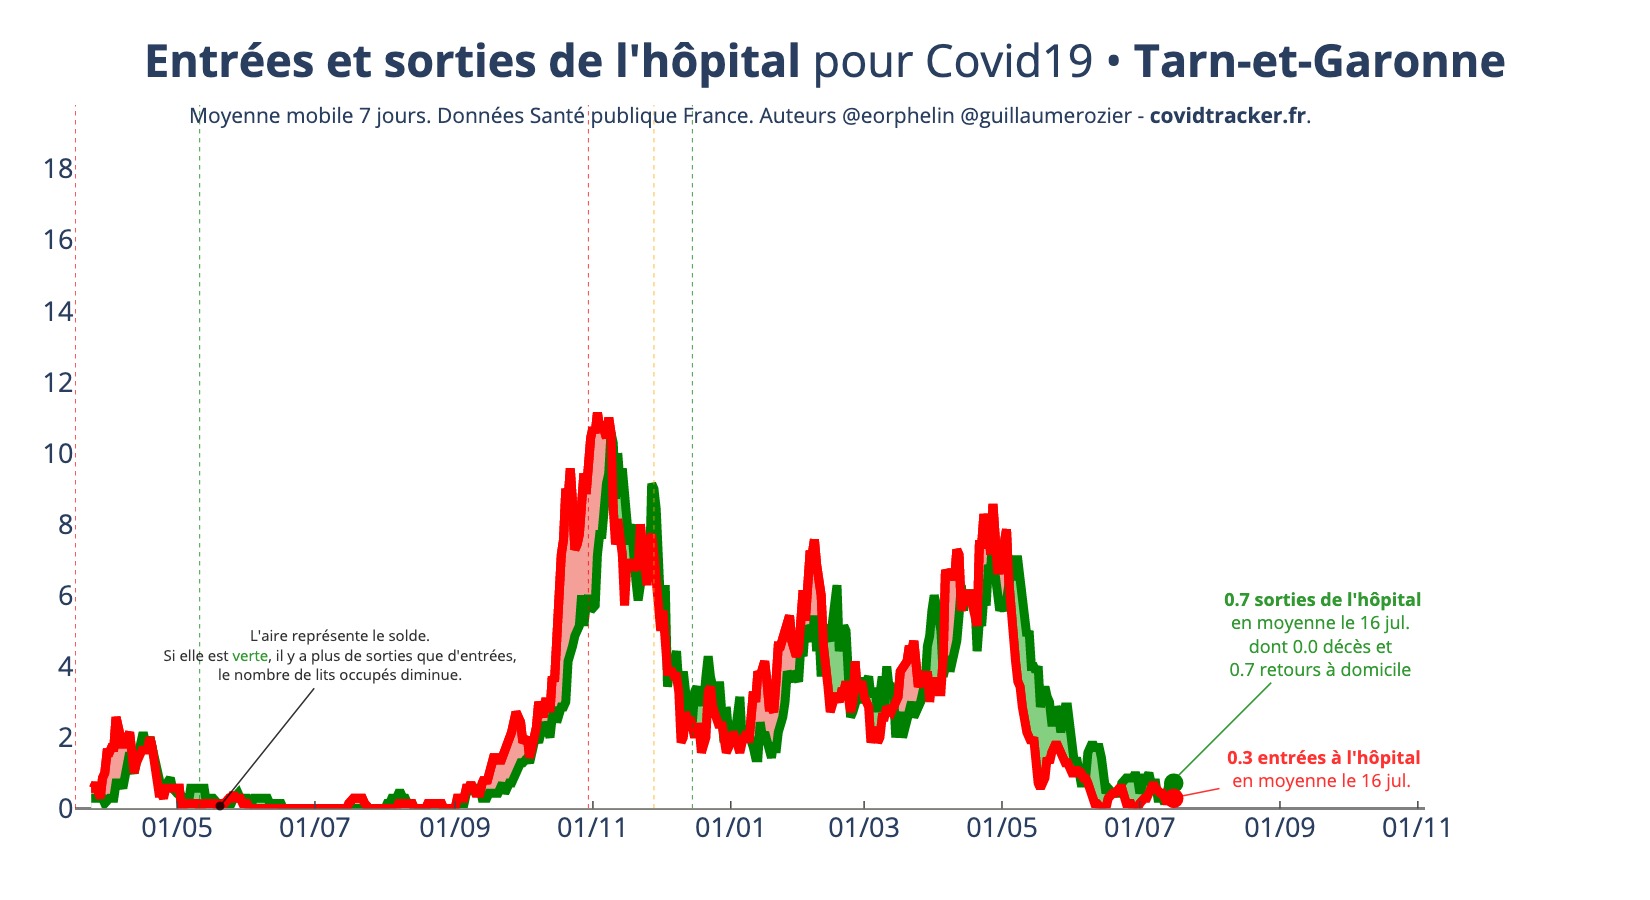 Entrées et sorties de l'hôpital pour Covid19 • Tarn-et-Garonne
Moyenne mobile 7 jours. Données Santé publique France. Auteurs @eorphelin @guillaumerozier - covidtracker.fr.
18
16
14
12
10
8
6
4
2
0
L'aire représente le solde.
Si elle est verte, il y a plus de sorties que d'entrées,
le nombre de lits occupés diminue.
0.7 sorties de l'hôpital
en moyenne le 16 jul.
dont 0.0 décès et
0.7 retours à domicile
0.3 entrées à l'hôpital
en moyenne le 16 jul.
01/05 01/07 01/09 01/11 01/01 01/03 01/05 01/07 01/09 01/11